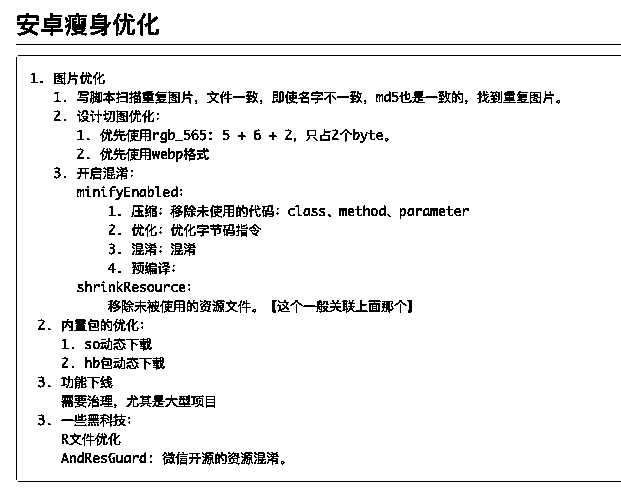 安卓瘦身优化
1. 图片优化
1. 写脚本扫描重复图片，文件一致，即使名字不一致，md5也是一致的，找到重复图片。
2. 设计切图优化：
1. 优先使用rgb_565: 5 + 6 + 2, 只占2个byte。
2. 优先使用webp格式
3. 开启混淆：
minifyEnabled:
1. 压缩：移除未使用的代码：class、method、parameter
2. 优化：优化字节码指令
3. 混淆：混淆
4. 预编译：
shrinkResource:
移除未被使用的资源文件。【这个一般关联上面那个】
2. 内置包的优化：
1. so动态下载
2. hb包动态下载
3. 功能下线
需要治理，尤其是大型项目
3. 一些黑科技：
R文件优化
AndResGuard: 微信开源的资源混淆。